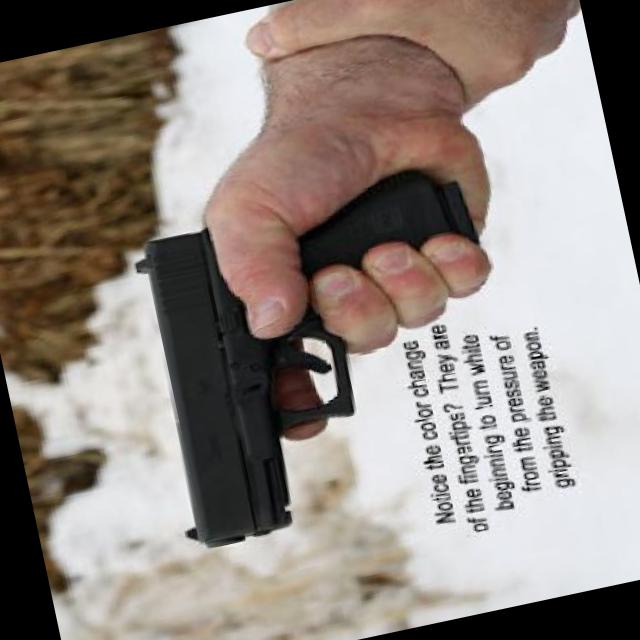 Notice the color change
of the fingertips? They are
beginning to turn white
from the pressure of
gripping the weapon.